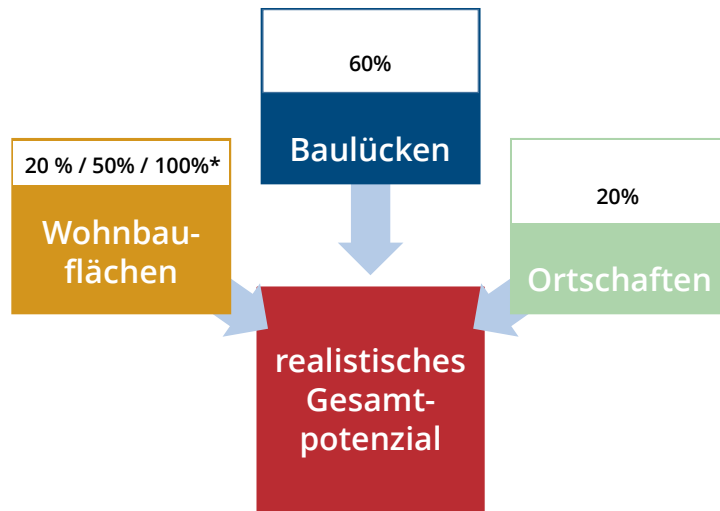 60%
Baulücken
20 % / 50% / 100%*
Wohnbau-
flächen
20%
Ortschaften
realistisches
Gesamt-
potenzial